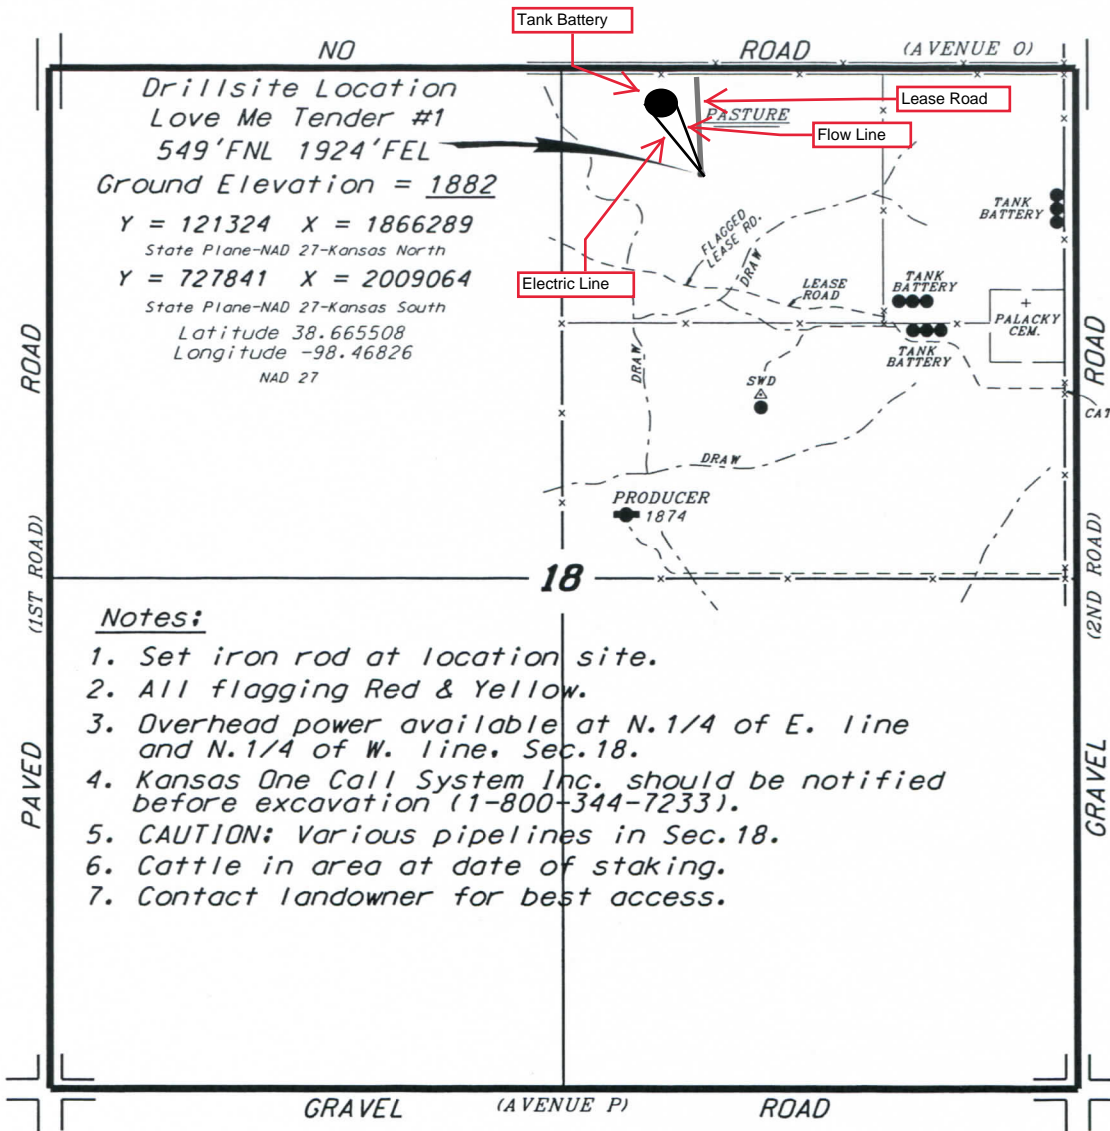 Tank Battery
NO
ROAD
(AVENUE O)
Drillsite Location
Love Me Tender #1
549'FNL 1924'FEL
Ground Elevation = 1882
Y = 121324 X = 1866289
State Plane-NAD 27-Kansas North
Y = 727841 X = 2009064
State Plane-NAD 27-Kansas South
Latitude 38.665508
Longitude -98.46826
NAD 27
Lease Road
PASTURE
Flow Line
Electric Line
TANK
BATTERY
FLAGGED
LEASE RD.
DRAW
LEASE
ROAD
TANK
BATTERY
+
PALACKY
CEM.
TANK
BATTERY
DRAW
SWD
CAT
DRAW
PRODUCER
1874
18
ROAD
(1ST ROAD)
PAVED
ROAD
(2ND ROAD)
GRAVEL
Notes:
1. Set iron rod at location site.
2. All flagging Red & Yellow.
3. Overhead power available at N.1/4 of E. line
and N.1/4 of W. line, Sec.18.
4. Kansas One Call System Inc. should be notified
before excavation (1-800-344-7233).
5. CAUTION: Various pipelines in Sec.18.
6. Cattle in area at date of staking.
7. Contact landowner for best access.
GRAVEL
(AVENUE P)
ROAD